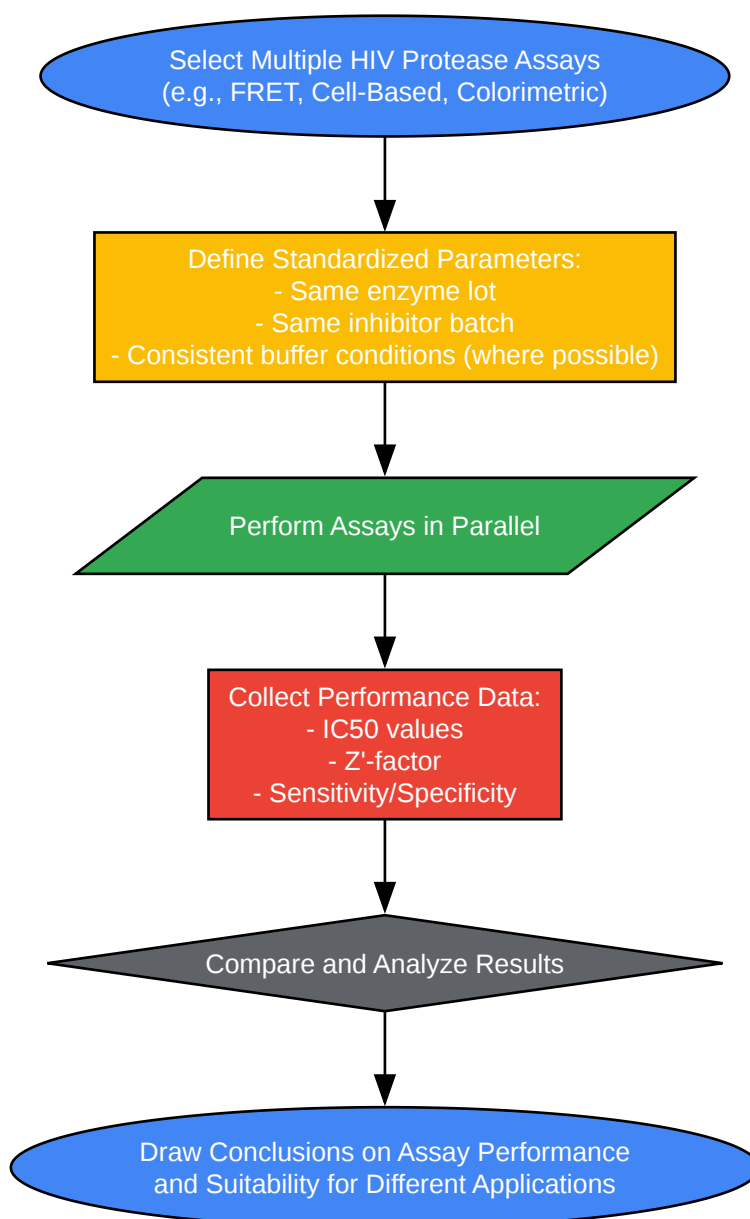 Select Multiple HIV Protease Assays
(e.g., FRET, Cell-Based, Colorimetric)
Define Standardized Parameters:
- Same enzyme lot
- Same inhibitor batch
- Consistent buffer conditions (where possible)
Perform Assays in Parallel
Collect Performance Data:
- IC50 values
- Z'-factor
- Sensitivity/Specificity
Compare and Analyze Results
Draw Conclusions on Assay Performance
and Suitability for Different Applications